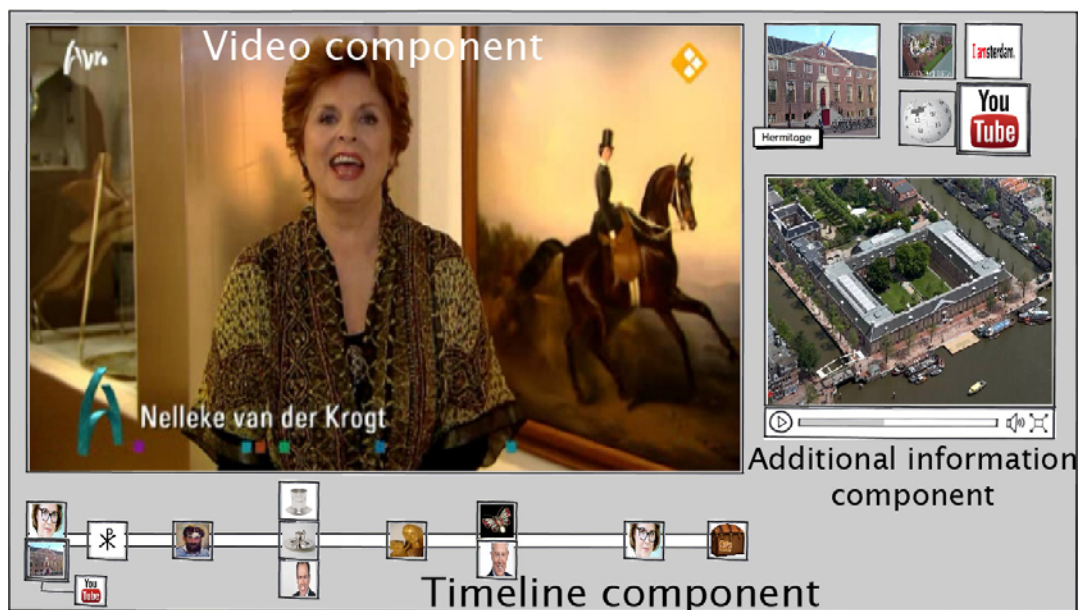 Avro
Video component
Nelleke van der Krogt
Hermitage
I amsterdam.
You
Tube
Additional information
component
You
Tube
Timeline component